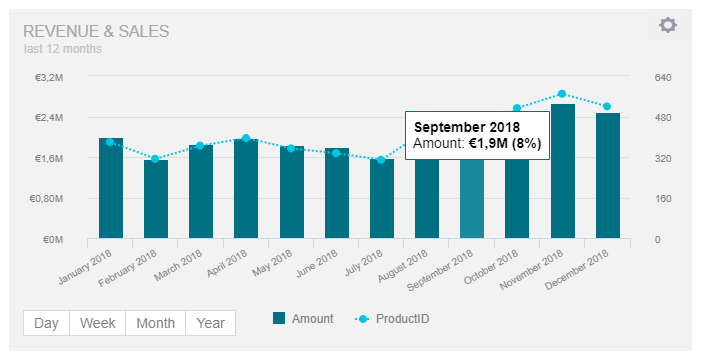 REVENUE & SALES
last 12 months
€3,2M
€2,4M
€1,6M
€0,80M
€0M
640
480
320
160
0
September 2018
Amount: €1,9M (8%)
January 2018
February 2018
March 2018
April 2018
May 2018
June 2018
July 2018
August 2018
September 2018
October 2018
November 2018
December 2018
Day Week Month Year
Amount ProductID